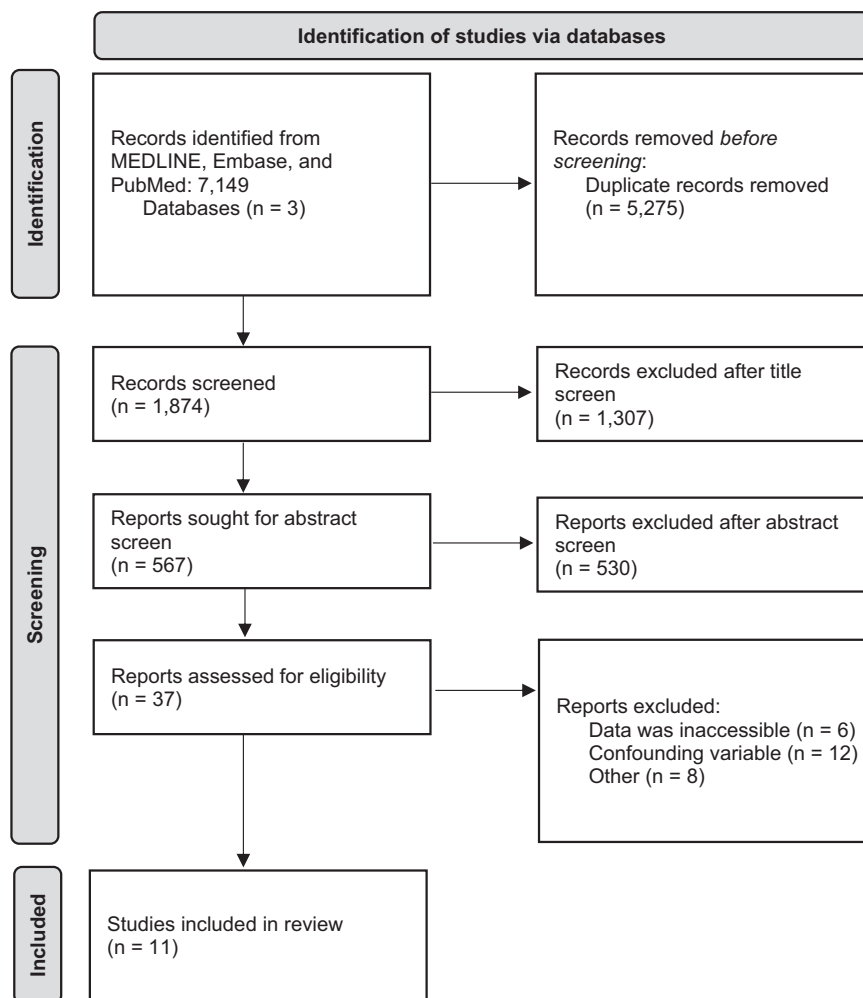 Identification of studies via databases
Identification
Records identified from
MEDLINE, Embase, and
PubMed: 7,149
Databases (n = 3)
Records removed before
screening:
Duplicate records removed
(n = 5,275)
Screening
Records screened
(n = 1,874)
Records excluded after title
screen
(n = 1,307)
Reports sought for abstract
screen
(n = 567)
Reports excluded after abstract
screen
(n = 530)
Reports assessed for eligibility
(n = 37)
Reports excluded:
Data was inaccessible (n = 6)
Confounding variable (n = 12)
Other (n = 8)
Included
Studies included in review
(n = 11)